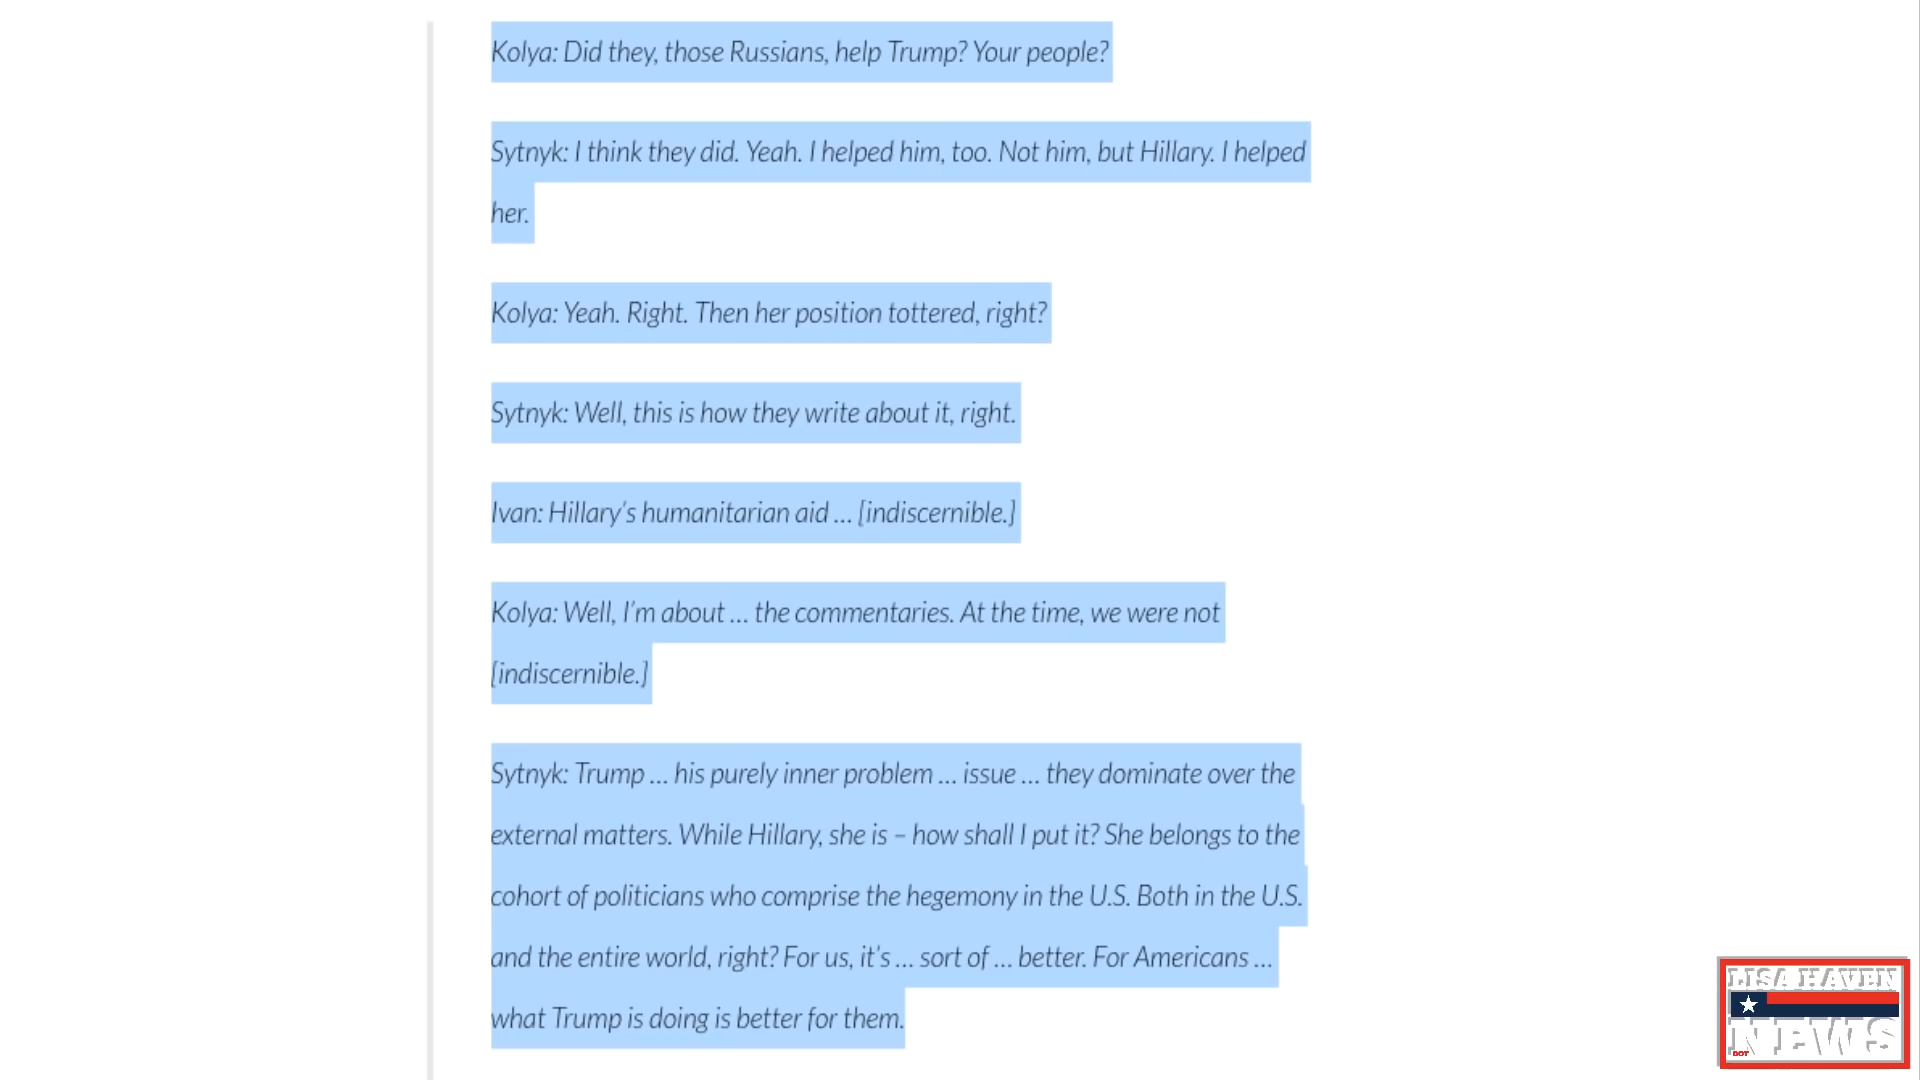 Kolya: Did they, those Russians, help Trump? Your people?
Sytnyk: I think they did. Yeah. I helped him, too. Not him, but Hillary. I helped
her.
Kolya: Yeah. Right. Then her position tottered, right?
Sytnyk: Well, this is how they write about it, right.
Ivan: Hillary’s humanitarian aid … [indiscernible.]
Kolya: Well, I’m about … the commentaries. At the time, we were not
[indiscernible.]
Sytnyk: Trump … his purely inner problem … issue … they dominate over the
external matters. While Hillary, she is – how shall I put it? She belongs to the
cohort of politicians who comprise the hegemony in the U.S. Both in the U.S.
and the entire world, right? For us, it’s … sort of … better. For Americans …
what Trump is doing is better for them.
LISA HAVEN
NEWS
DOT